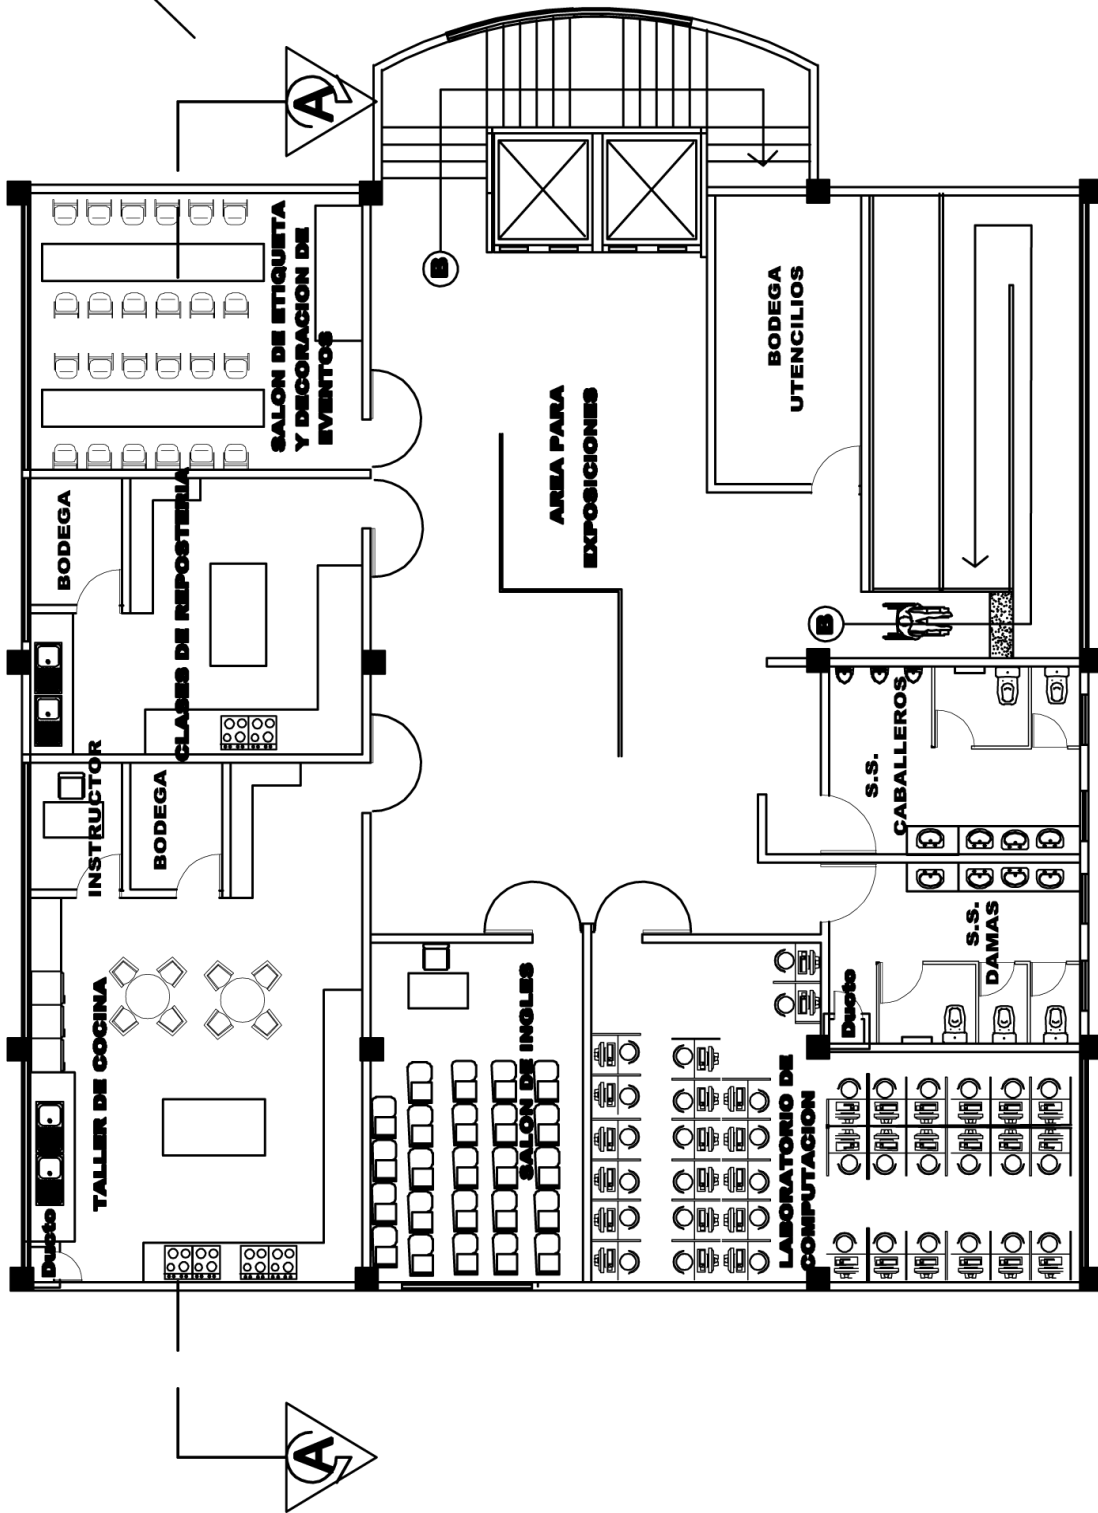 A
A
B
B
SALON DE ETIQUETA
Y DECORACION DE
EVENTOS
BODEGA
CLASES DE REPOSTERIA
INSTRUCTOR
BODEGA
TALLER DE COCINA
Ducto
AREA PARA
EXPOSICIONES
BODEGA
UTENCILIOS
S.S.
CABALLEROS
S.S.
DAMAS
Ducto
SALON DE INGLES
LABORATORIO DE
COMPUTACION